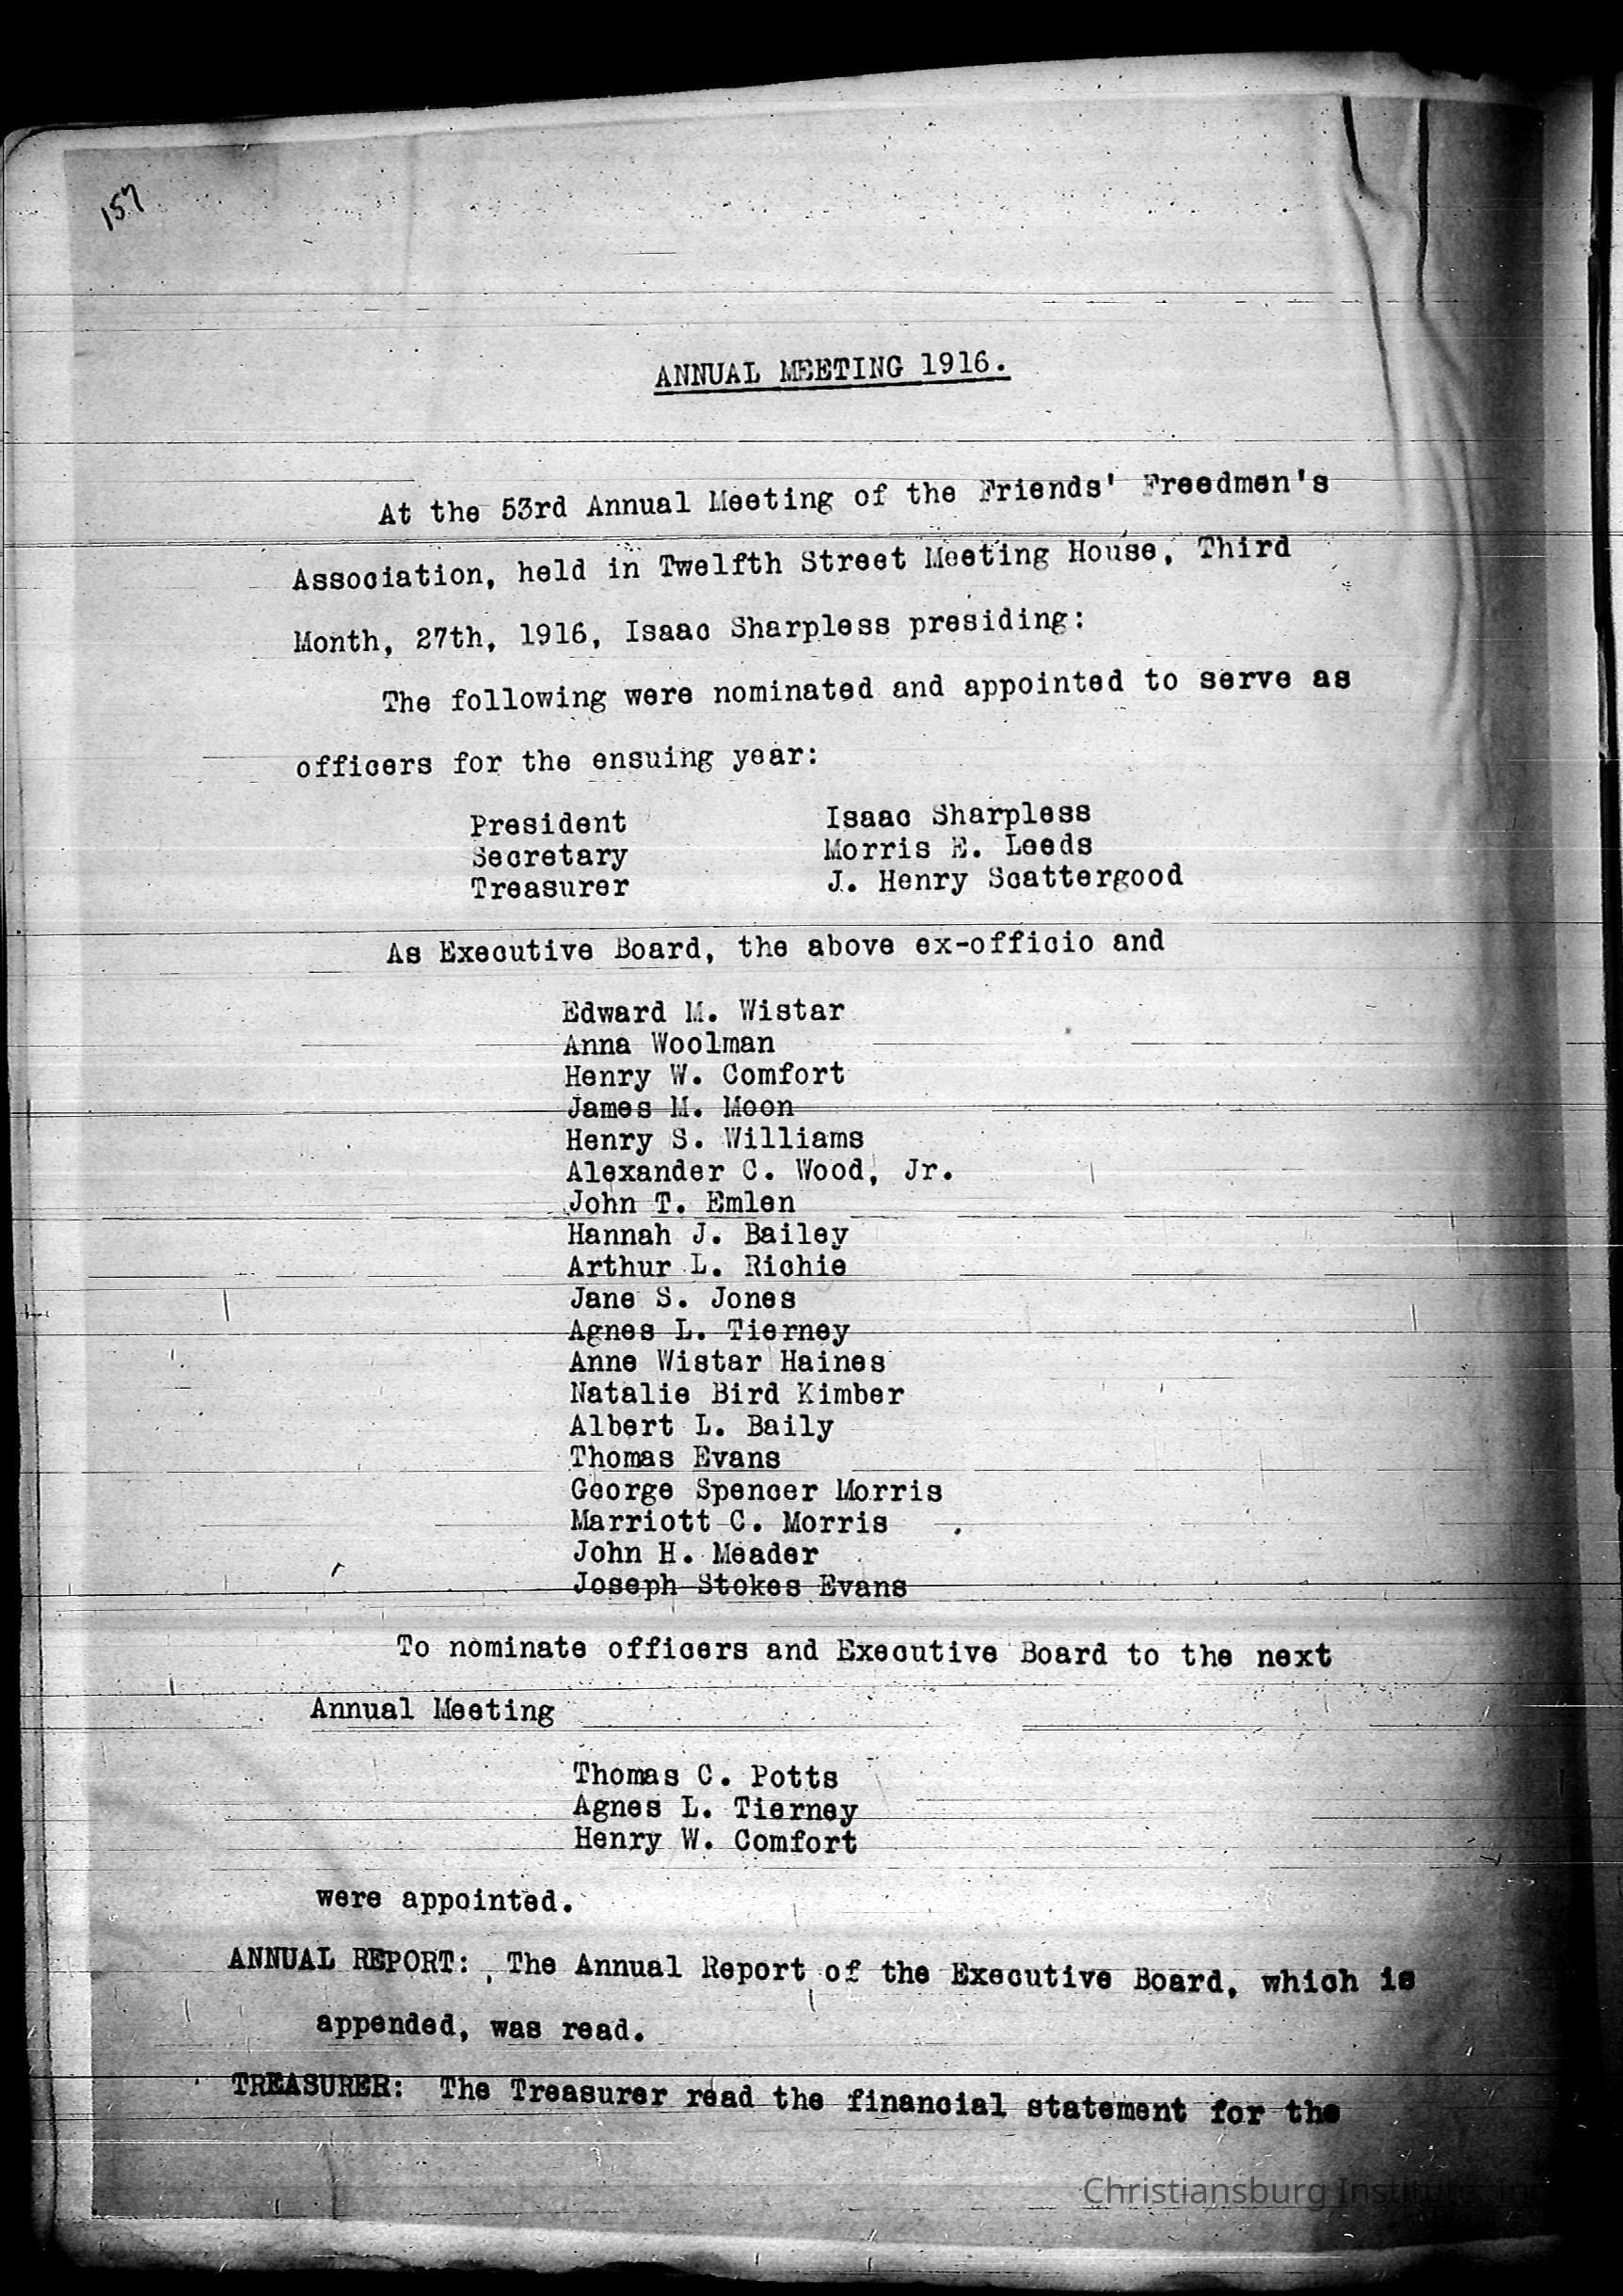 157
ANNUAL MEETING 1916.
At the 53rd Annual Meeting of the Friends' Freedmen's
Association, held in Twelfth Street Meeting House, Third
Month, 27th, 1916, Isaac Sharpless presiding:
The following were nominated and appointed to serve as
officers for the ensuing year:
President Isaac Sharpless
Secretary Morris E. Leeds
Treasurer J. Henry Scattergood
As Executive Board, the above ex-officio and
Edward M. Wistar
Anna Woolman
Henry W. Comfort
James M. Moon
Henry S. Williams
Alexander C. Wood, Jr.
John T. Emlen
Hannah J. Bailey
Arthur L. Richie
Jane S. Jones
Agnes L. Tierney
Anne Wistar Haines
Natalie Bird Kimber
Albert L. Baily
Thomas Evans
George Spencer Morris
Marriott C. Morris
John H. Meader
Joseph Stokes Evans
To nominate officers and Executive Board to the next
Annual Meeting
Thomas C. Potts
Agnes L. Tierney
Henry W. Comfort
were appointed.
ANNUAL REPORT: The Annual Report of the Executive Board, which is
appended, was read.
TREASURER: The Treasurer read the financial statement for the
Christiansburg Institute, Inc